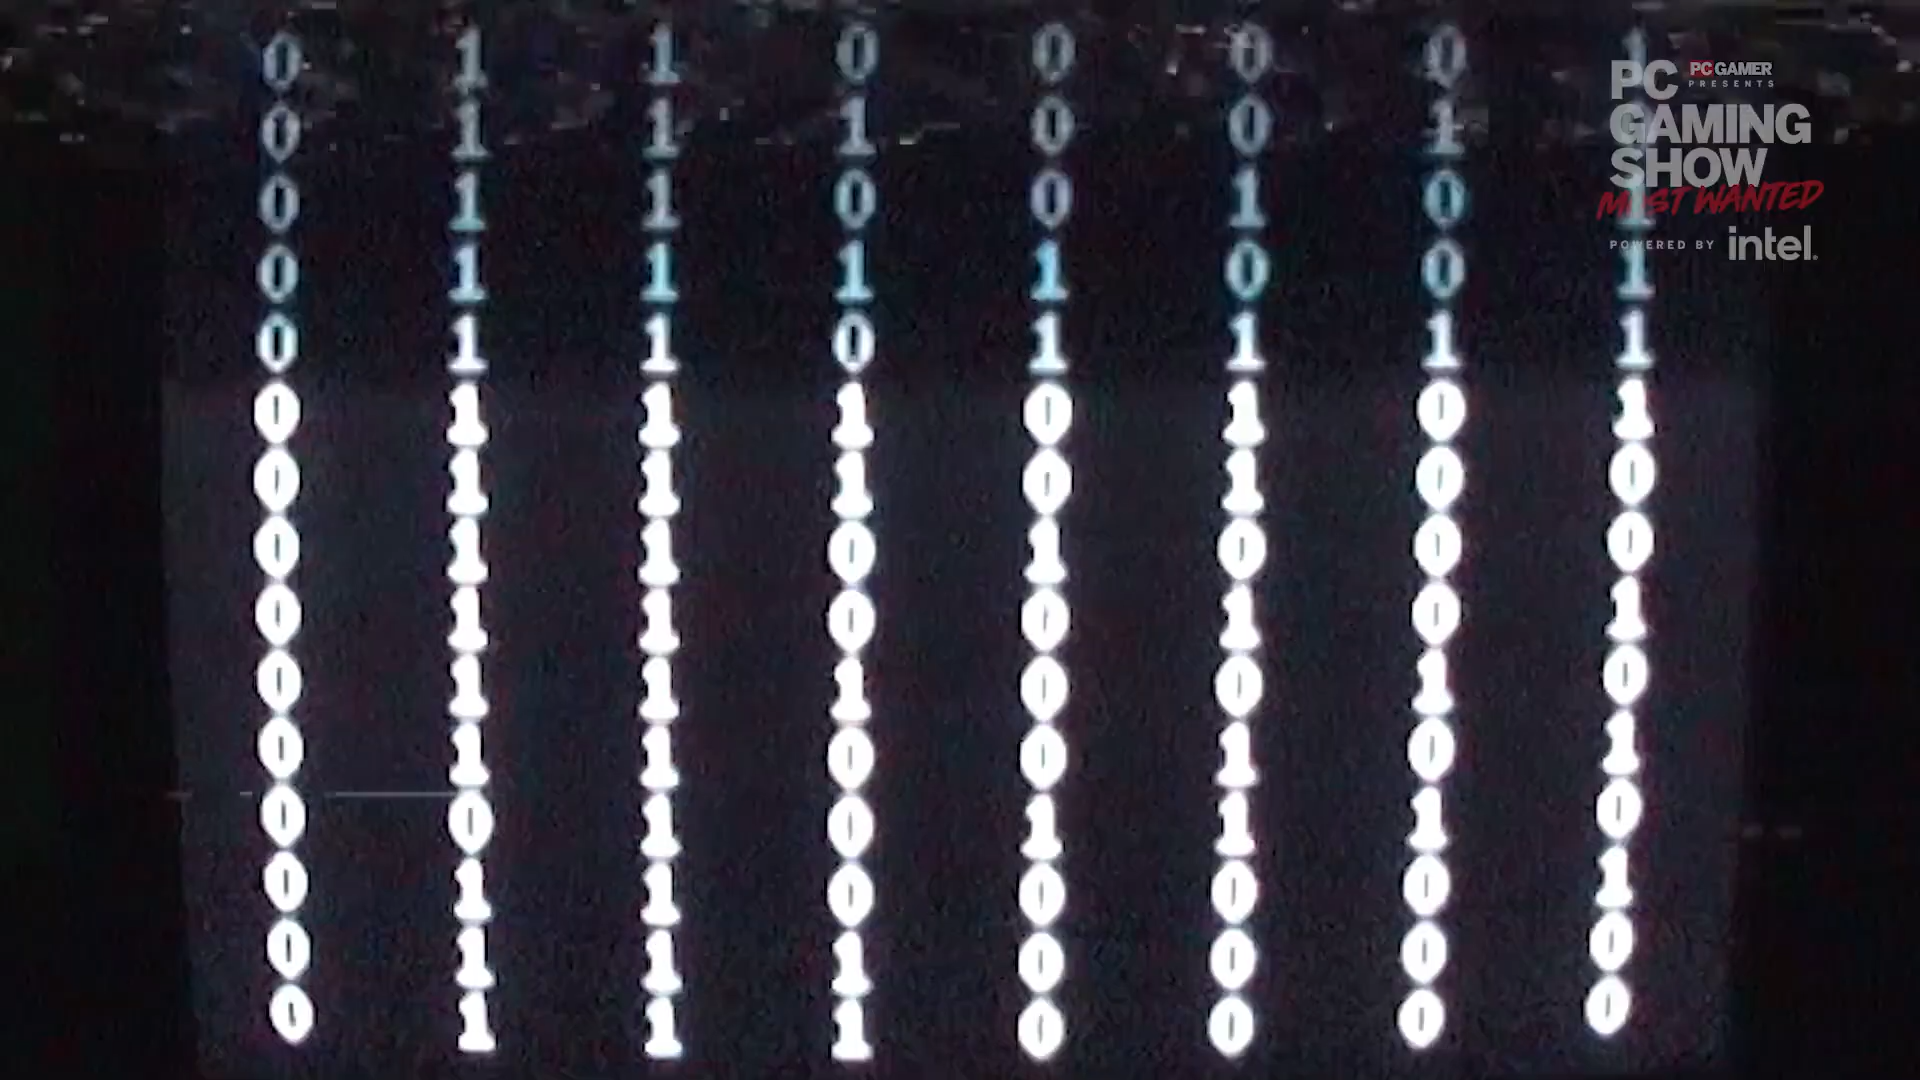 0 1 1 0 0 0 0 1
0 1 1 1 0 0 1
0 1 1 0 0 1 0 1
0 1 1 1 1 0 0 1
0 1 1 0 1 1 1 1
0 1 1 1 0 1 0 1
0 1 1 1 0 1 0 0
0 1 1 0 1 0 0 0
0 1 1 0 0 1 0 1
0 1 1 1 0 0 1 0
0 1 1 0 0 1 0 1
0 0 1 0 1 1 1 0
0 1 1 0 0 0 0 1
0 1 1 1 0 0 0 0
0 1 1 1 0 0 0 0
PC GAMER
PRESENTS
PC
GAMING
SHOW
MOST WANTED
POWERED BY intel.